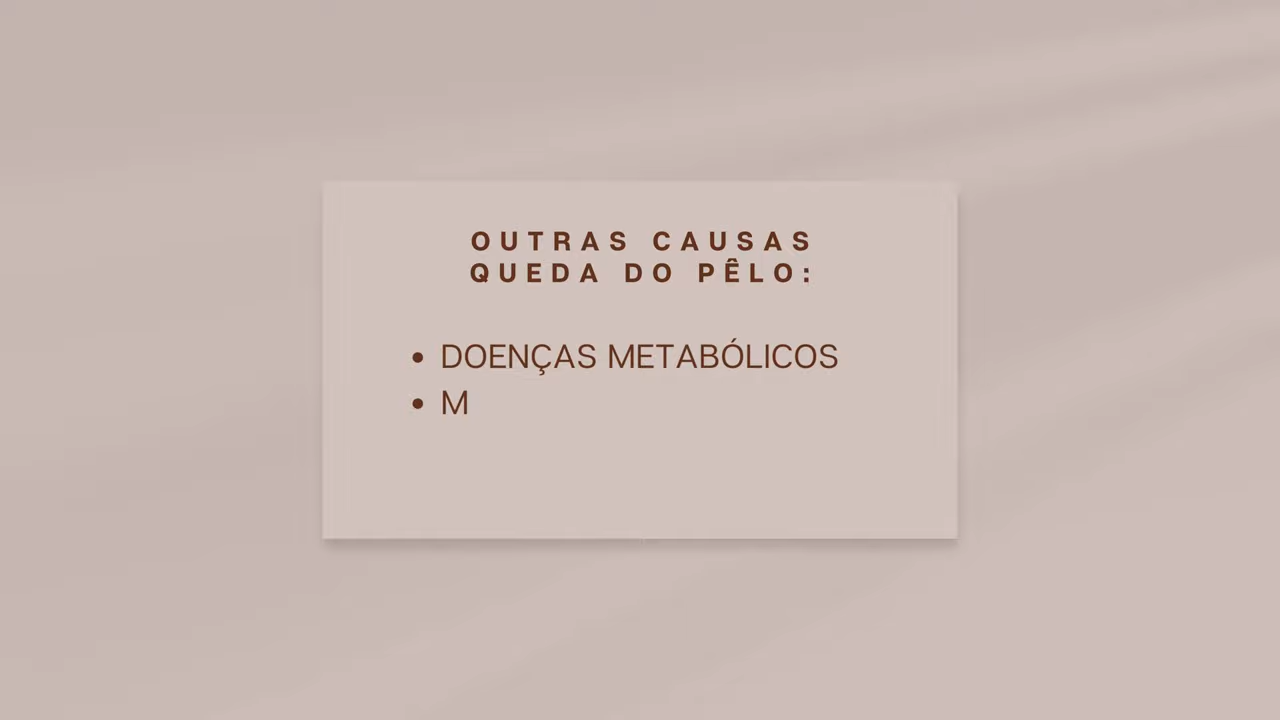 OUTRAS CAUSAS
QUEDA DO PÊLO:
• DOENÇAS METABÓLICOS
• M